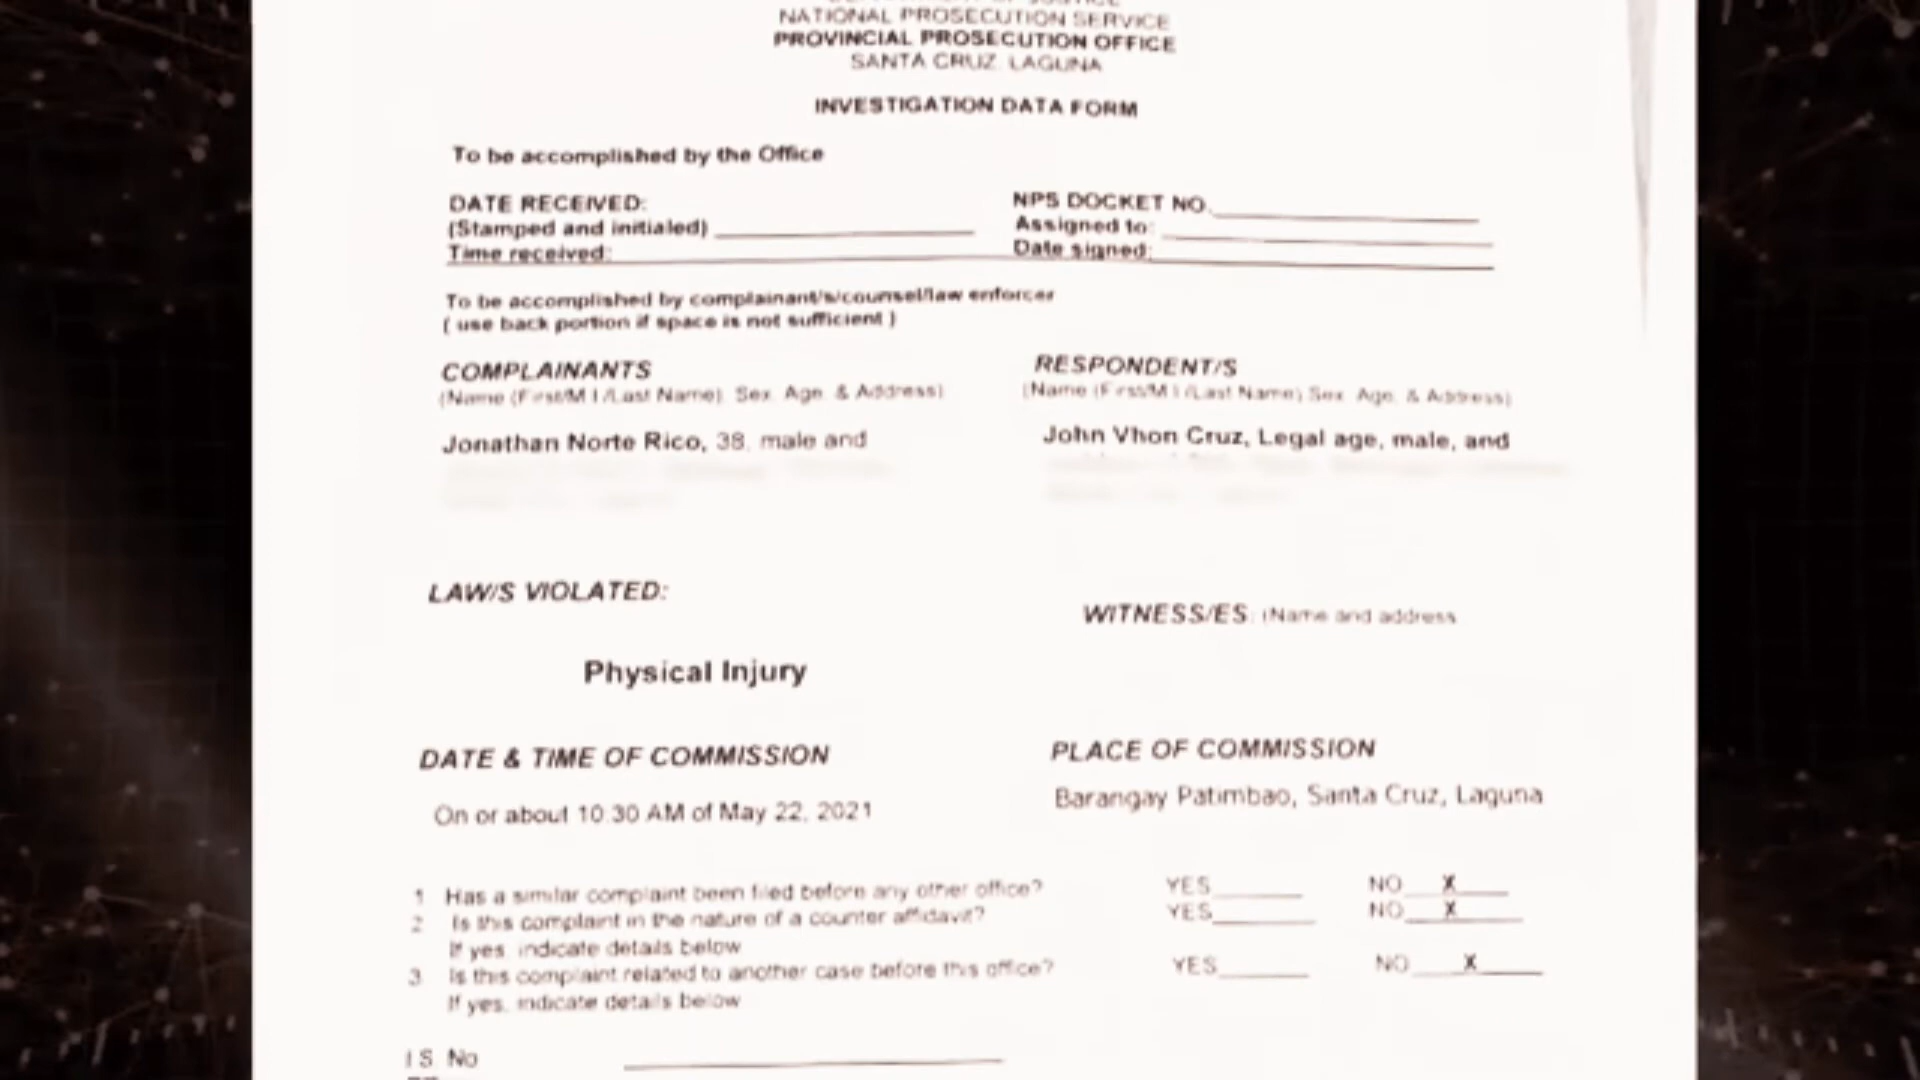 NATIONAL PROSECUTION SERVICE
PROVINCIAL PROSECUTION OFFICE
SANTA CRUZ, LAGUNA
INVESTIGATION DATA FORM
To be accomplished by the Office
DATE RECEIVED: NPS DOCKET NO.
(Stamped and initialed) Assigned to:
Time received: Date signed:
To be accomplished by complainant/s/counsel/law enforcer
( use back portion if space is not sufficient )
COMPLAINANTS RESPONDENT/S
(Name (First/M.I./Last Name), Sex, Age, & Address) (Name (First/M.I./Last Name) Sex, Age, & Address)
Jonathan Norte Rico, 38, male and John Vhon Cruz, Legal age, male, and
LAW/S VIOLATED:
WITNESS/ES: (Name and address
Physical Injury
DATE & TIME OF COMMISSION PLACE OF COMMISSION
On or about 10:30 AM of May 22, 2021 Barangay Patimbao, Santa Cruz, Laguna
1 Has a similar complaint been filed before any other office? YES NO X
2 Is this complaint in the nature of a counter affidavit? YES NO X
If yes, indicate details below
3 Is this complaint related to another case before this office? YES NO X
If yes, indicate details below
I.S. No